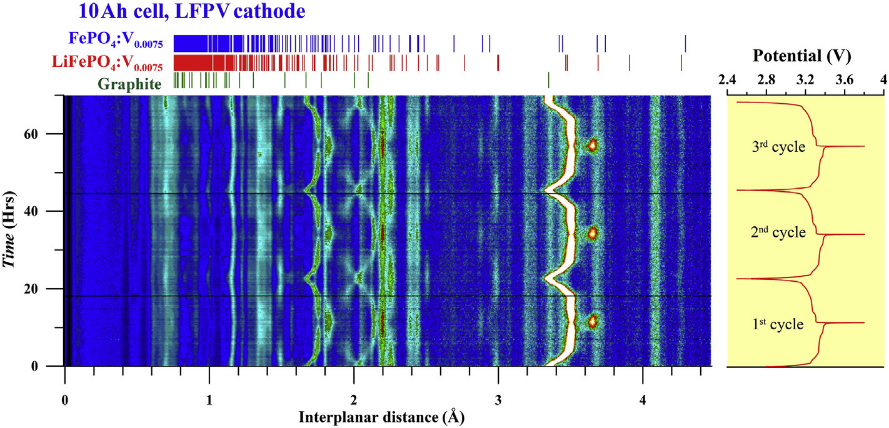 10Ah cell, LFPV cathode
FePO₄:V₀.₀₀₇₅
LiFePO₄:V₀.₀₀₇₅
Graphite
Potential (V)
2.4 2.8 3.2 3.6 4
60
40
20
0
Time (Hrs)
3rd cycle
2nd cycle
1st cycle
0 1 2 3 4
Interplanar distance (Å)